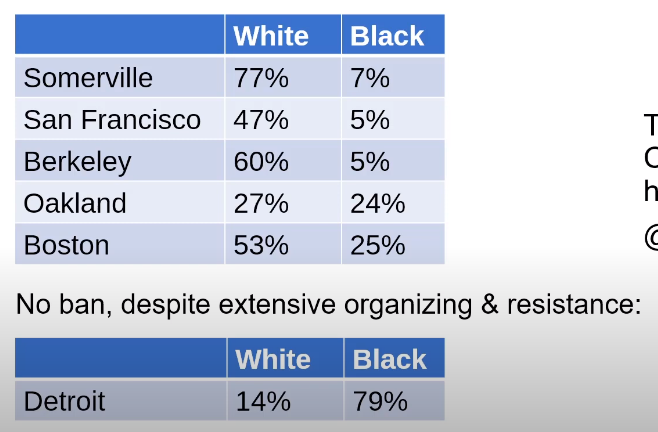 White Black
Somerville 77% 7%
San Francisco 47% 5%
Berkeley 60% 5%
Oakland 27% 24%
Boston 53% 25%
No ban, despite extensive organizing & resistance:
White Black
Detroit 14% 79%
@